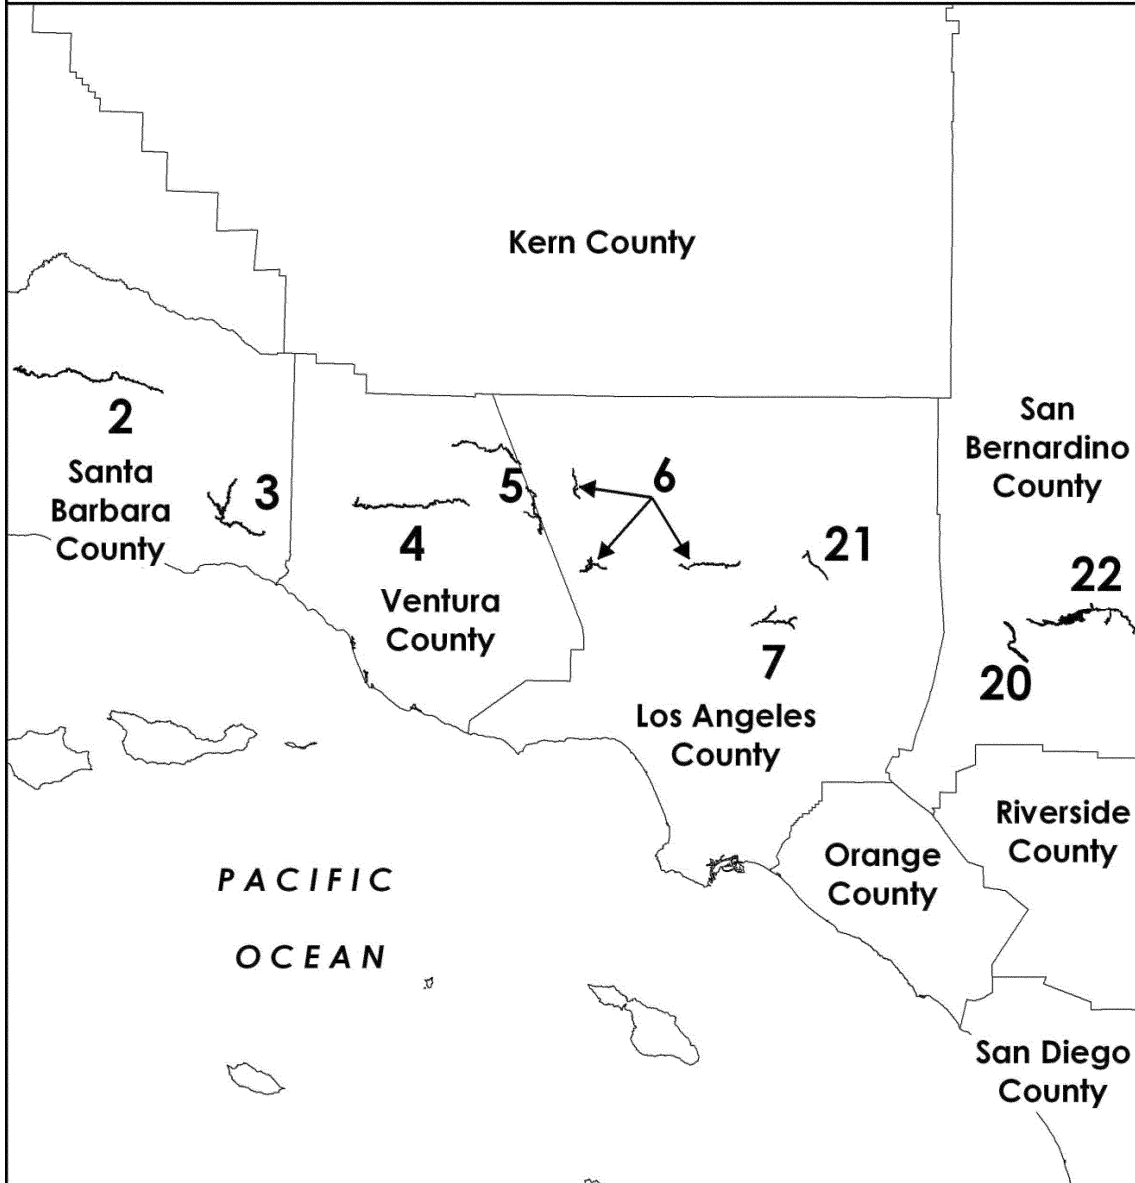 Kern County
2
Santa
Barbara
County
3
4
Ventura
County
5
6
21
7
Los Angeles
County
San
Bernardino
County
22
20
Riverside
County
Orange
County
PACIFIC
OCEAN
San Diego
County